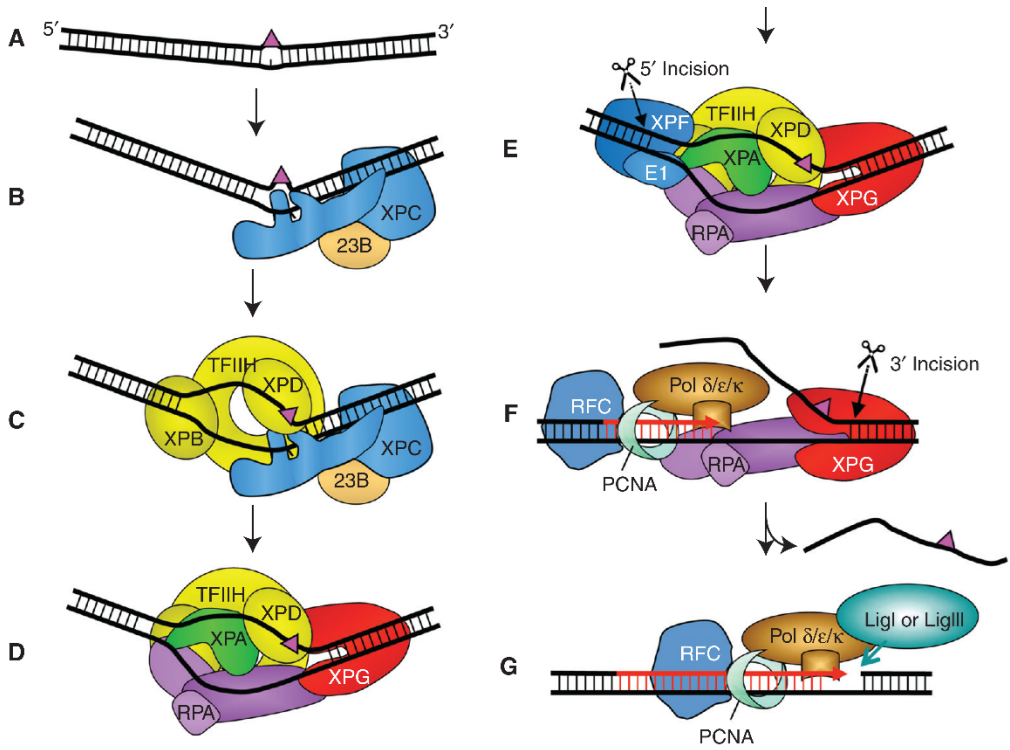 A
5′
3′
B
XPC
23B
C
TFIIH
XPD
XPB
XPC
23B
D
TFIIH
XPD
XPA
XPG
RPA
5′ Incision
E
TFIIH
XPF
XPD
XPA
E1
XPG
RPA
3′ Incision
F
RFC
Pol δ/ε/κ
RPA
XPG
PCNA
G
RFC
Pol δ/ε/κ
LigI or LigIII
PCNA